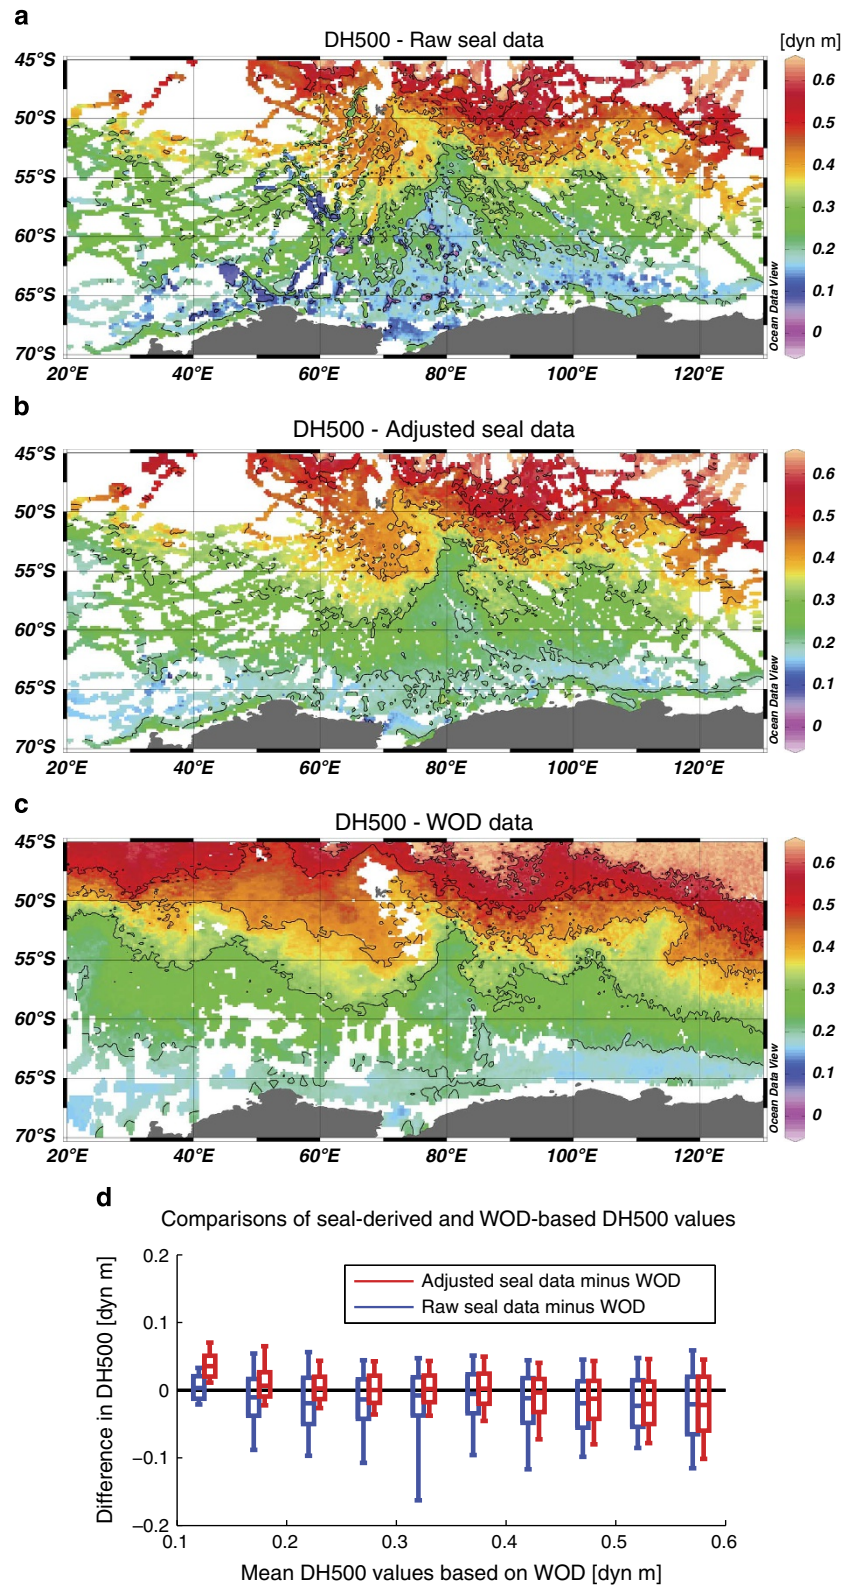 a
DH500 - Raw seal data
[dyn m]
45°S
50°S
55°S
60°S
65°S
70°S
20°E 40°E 60°E 80°E 100°E 120°E
Ocean Data View
0.6
0.5
0.4
0.3
0.2
0.1
0
b
DH500 - Adjusted seal data
45°S
50°S
55°S
60°S
65°S
70°S
20°E 40°E 60°E 80°E 100°E 120°E
Ocean Data View
0.6
0.5
0.4
0.3
0.2
0.1
0
c
DH500 - WOD data
45°S
50°S
55°S
60°S
65°S
70°S
20°E 40°E 60°E 80°E 100°E 120°E
Ocean Data View
0.6
0.5
0.4
0.3
0.2
0.1
0
d
Comparisons of seal-derived and WOD-based DH500 values
Difference in DH500 [dyn m]
0.2
0.1
0
−0.1
−0.2
Adjusted seal data minus WOD
Raw seal data minus WOD
0.1 0.2 0.3 0.4 0.5 0.6
Mean DH500 values based on WOD [dyn m]